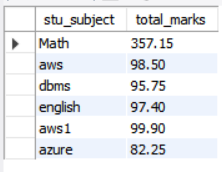 stu_subject total_marks
Math 357.15
aws 98.50
dbms 95.75
english 97.40
aws1 99.90
azure 82.25